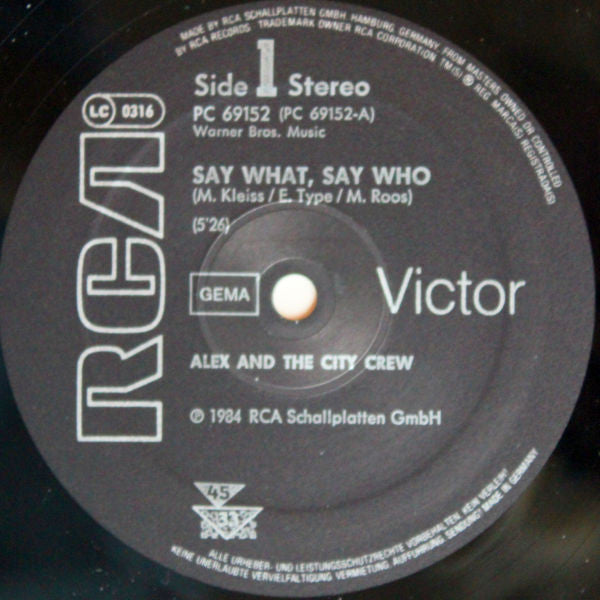 MADE BY RCA SCHALLPLATTEN GMBH, HAMBURG, GERMANY, FROM MASTERS OWNED OR CONTROLLED
BY RCA RECORDS TRADEMARK OWNER RCA CORPORATION. TM(S) ® REG. MARCA(S) REGISTRADA(S)
Side 1 Stereo
LC 0316
PC 69152 (PC 69152-A)
Warner Bros. Music
SAY WHAT, SAY WHO
(M. Kleiss / E. Type / M. Roos)
(5'26)
RCA
GEMA
Victor
ALEX AND THE CITY CREW
℗ 1984 RCA Schallplatten GmbH
45
33
ALLE URHEBER- UND LEISTUNGSSCHUTZRECHTE VORBEHALTEN. KEIN VERLEIH!
KEINE UNERLAUBTE VERVIELFÄLTIGUNG, VERMIETUNG, AUFFÜHRUNG, SENDUNG! MADE IN GERMANY